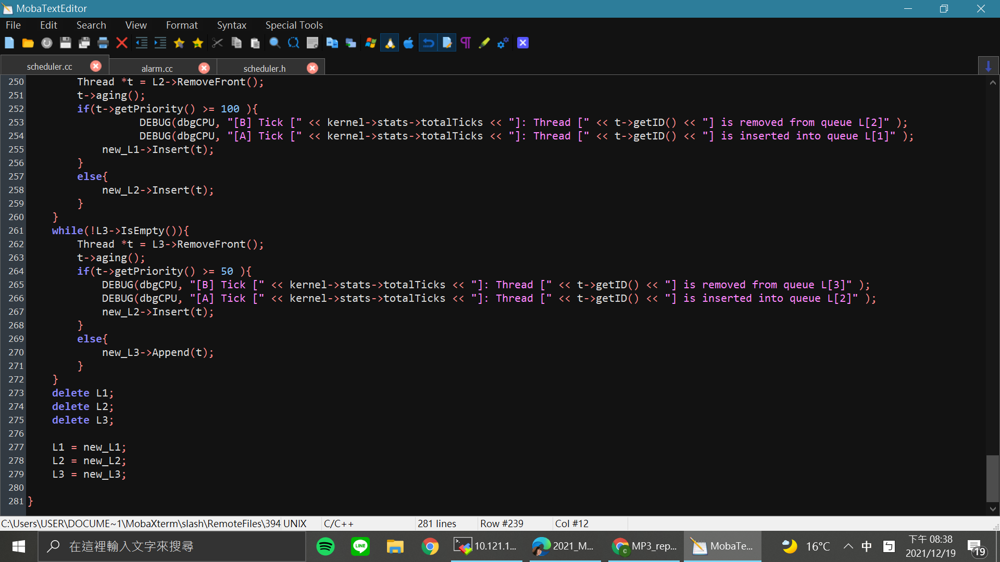 MobaTextEditor
File Edit Search View Format Syntax Special Tools
scheduler.cc alarm.cc scheduler.h
250 Thread *t = L2->RemoveFront();
251 t->aging();
252 if(t->getPriority() >= 100 ){
253 DEBUG(dbgCPU, "[B] Tick [" << kernel->stats->totalTicks << "]: Thread [" << t->getID() << "] is removed from queue L[2]" );
254 DEBUG(dbgCPU, "[A] Tick [" << kernel->stats->totalTicks << "]: Thread [" << t->getID() << "] is inserted into queue L[1]" );
255 new_L1->Insert(t);
256 }
257 else{
258 new_L2->Insert(t);
259 }
260 }
261 while(!L3->IsEmpty()){
262 Thread *t = L3->RemoveFront();
263 t->aging();
264 if(t->getPriority() >= 50 ){
265 DEBUG(dbgCPU, "[B] Tick [" << kernel->stats->totalTicks << "]: Thread [" << t->getID() << "] is removed from queue L[3]" );
266 DEBUG(dbgCPU, "[A] Tick [" << kernel->stats->totalTicks << "]: Thread [" << t->getID() << "] is inserted into queue L[2]" );
267 new_L2->Insert(t);
268 }
269 else{
270 new_L3->Append(t);
271 }
272 }
273 delete L1;
274 delete L2;
275 delete L3;
276
277 L1 = new_L1;
278 L2 = new_L2;
279 L3 = new_L3;
280
281 }
C:\Users\USER\DOCUME~1\MobaXterm\slash\RemoteFiles\394 UNIX C/C++ 281 lines Row #239 Col #12
在這裡輸入文字來搜尋 LINE 10.121.1... 2021_M... MP3_rep... MobaTe... 16°C 中 ㄅ 下午 08:38
2021/12/19 19